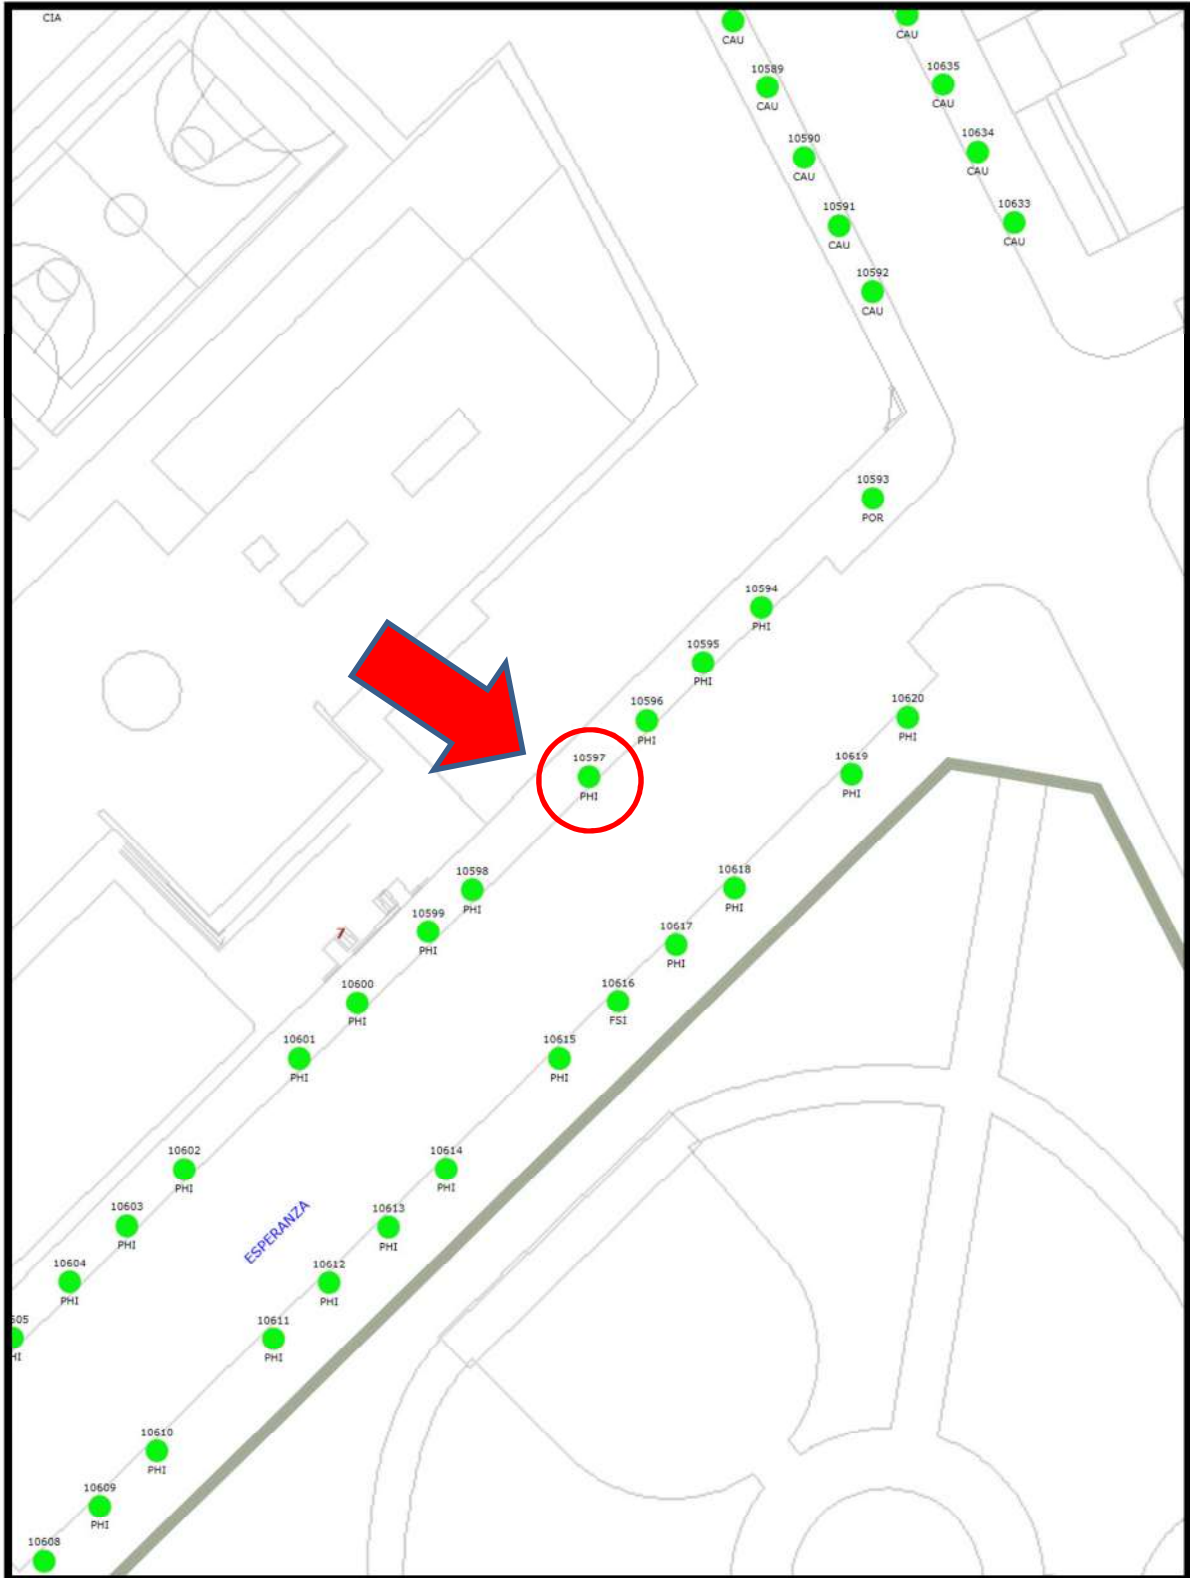 CIA
CAU
CAU
10589
CAU
10635
CAU
10590
CAU
10634
CAU
10591
CAU
10633
CAU
10592
CAU
10593
POR
10594
PHI
10595
PHI
10596
PHI
10620
PHI
10597
PHI
10619
PHI
10598
PHI
10618
PHI
10599
PHI
7
10617
PHI
10600
PHI
10616
FSI
10601
PHI
10615
PHI
10602
PHI
10614
PHI
10603
PHI
10613
PHI
ESPERANZA
10604
PHI
10612
PHI
605
HI
10611
PHI
10610
PHI
10609
PHI
10608